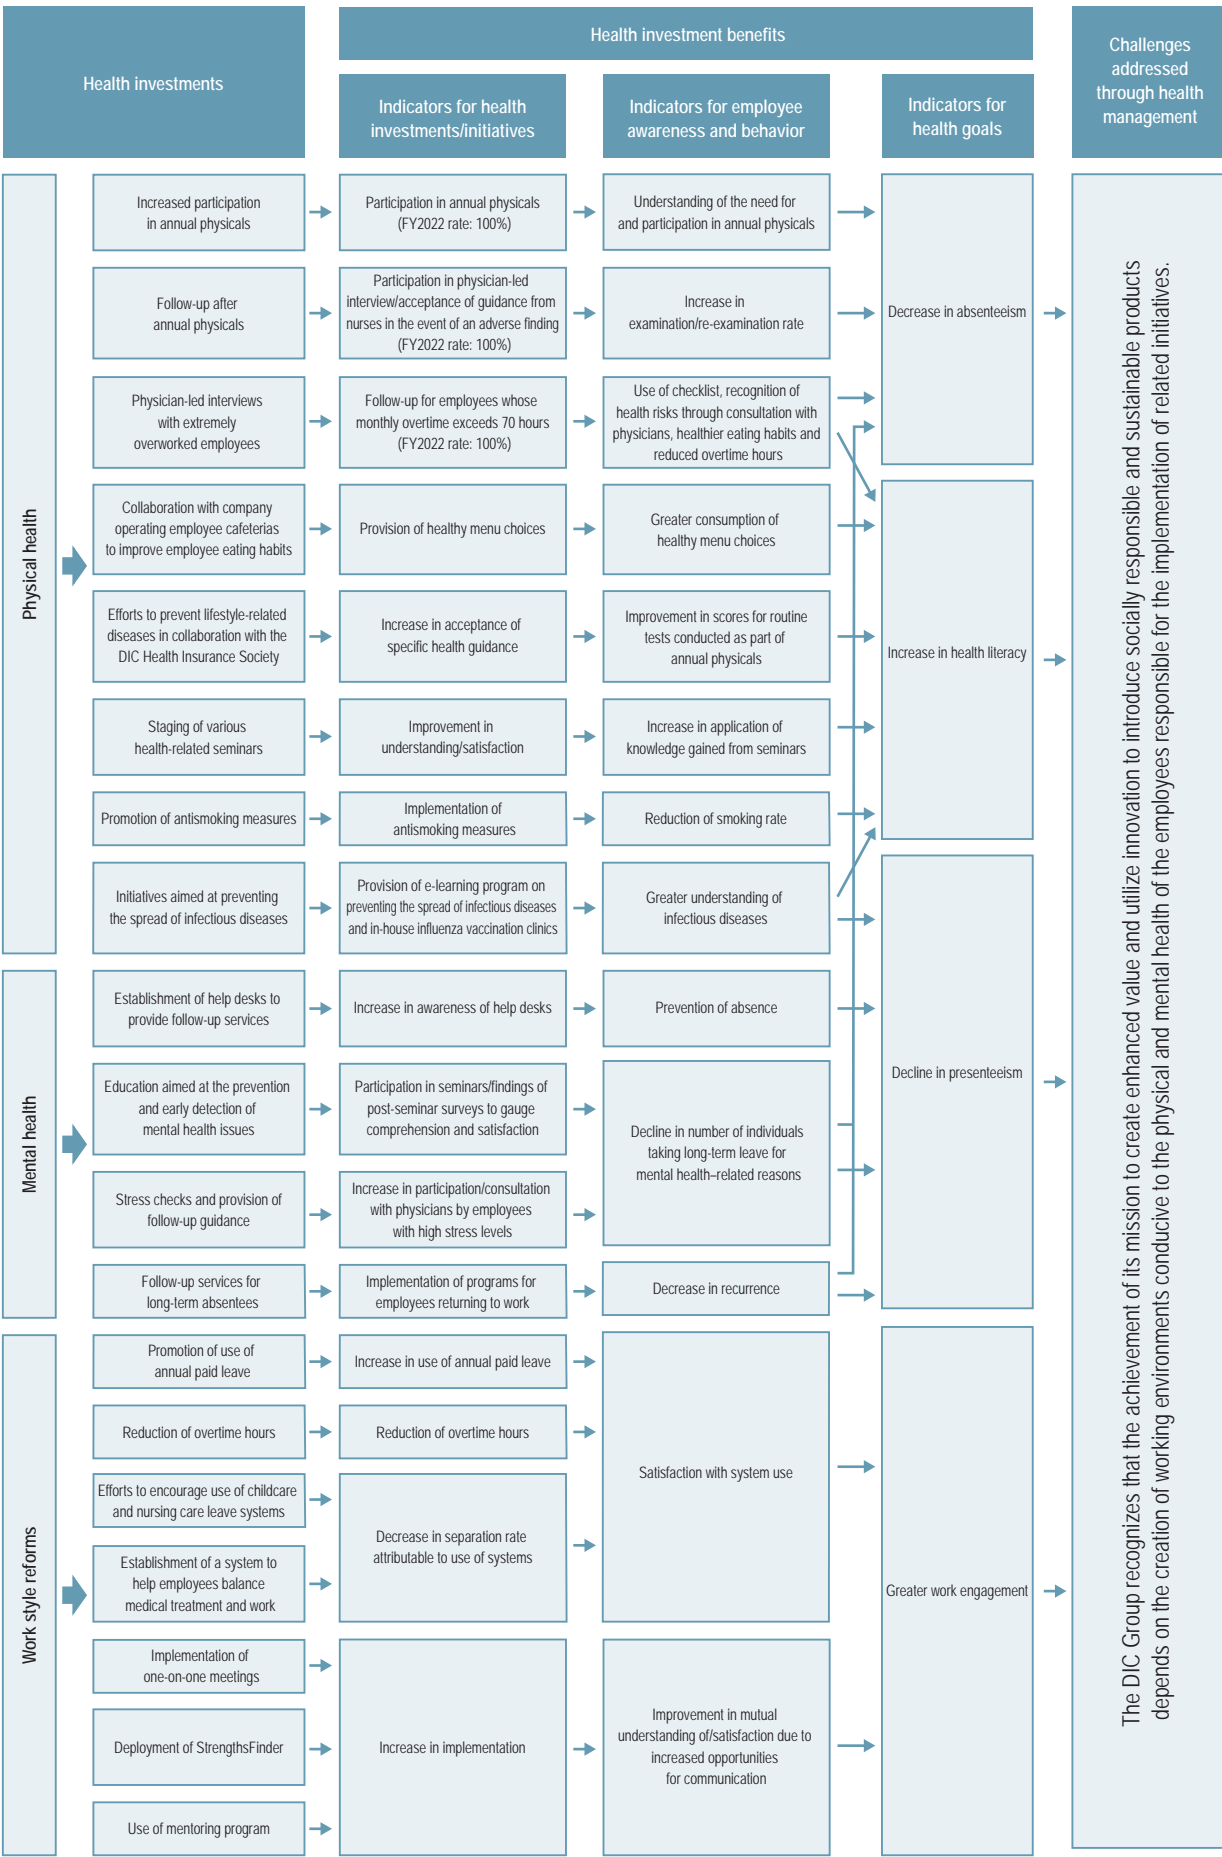 Health investments
Health investment benefits
Indicators for health
investments/initiatives
Indicators for employee
awareness and behavior
Indicators for
health goals
Challenges
addressed
through health
management
Physical health
Increased participation
in annual physicals
Participation in annual physicals
(FY2022 rate: 100%)
Understanding of the need for
and participation in annual physicals
Follow-up after
annual physicals
Participation in physician-led
interview/acceptance of guidance from
nurses in the event of an adverse finding
(FY2022 rate: 100%)
Increase in
examination/re-examination rate
Physician-led interviews
with extremely
overworked employees
Follow-up for employees whose
monthly overtime exceeds 70 hours
(FY2022 rate: 100%)
Use of checklist, recognition of
health risks through consultation with
physicians, healthier eating habits and
reduced overtime hours
Decrease in absenteeism
Collaboration with company
operating employee cafeterias
to improve employee eating habits
Provision of healthy menu choices
Greater consumption of
healthy menu choices
Efforts to prevent lifestyle-related
diseases in collaboration with the
DIC Health Insurance Society
Increase in acceptance of
specific health guidance
Improvement in scores for routine
tests conducted as part of
annual physicals
Staging of various
health-related seminars
Improvement in
understanding/satisfaction
Increase in application of
knowledge gained from seminars
Promotion of antismoking measures
Implementation of
antismoking measures
Reduction of smoking rate
Increase in health literacy
Initiatives aimed at preventing
the spread of infectious diseases
Provision of e-learning program on
preventing the spread of infectious diseases
and in-house influenza vaccination clinics
Greater understanding of
infectious diseases
Mental health
Establishment of help desks to
provide follow-up services
Increase in awareness of help desks
Prevention of absence
Education aimed at the prevention
and early detection of
mental health issues
Participation in seminars/findings of
post-seminar surveys to gauge
comprehension and satisfaction
Decline in number of individuals
taking long-term leave for
mental health–related reasons
Stress checks and provision of
follow-up guidance
Increase in participation/consultation
with physicians by employees
with high stress levels
Follow-up services for
long-term absentees
Implementation of programs for
employees returning to work
Decrease in recurrence
Decline in presenteeism
Work style reforms
Promotion of use of
annual paid leave
Increase in use of annual paid leave
Reduction of overtime hours
Reduction of overtime hours
Satisfaction with system use
Efforts to encourage use of childcare
and nursing care leave systems
Decrease in separation rate
attributable to use of systems
Establishment of a system to
help employees balance
medical treatment and work
Implementation of
one-on-one meetings
Deployment of StrengthsFinder
Increase in implementation
Improvement in mutual
understanding of/satisfaction due to
increased opportunities
for communication
Use of mentoring program
Greater work engagement
The DIC Group recognizes that the achievement of its mission to create enhanced value and utilize innovation to introduce socially responsible and sustainable products
depends on the creation of working environments conducive to the physical and mental health of the employees responsible for the implementation of related initiatives.